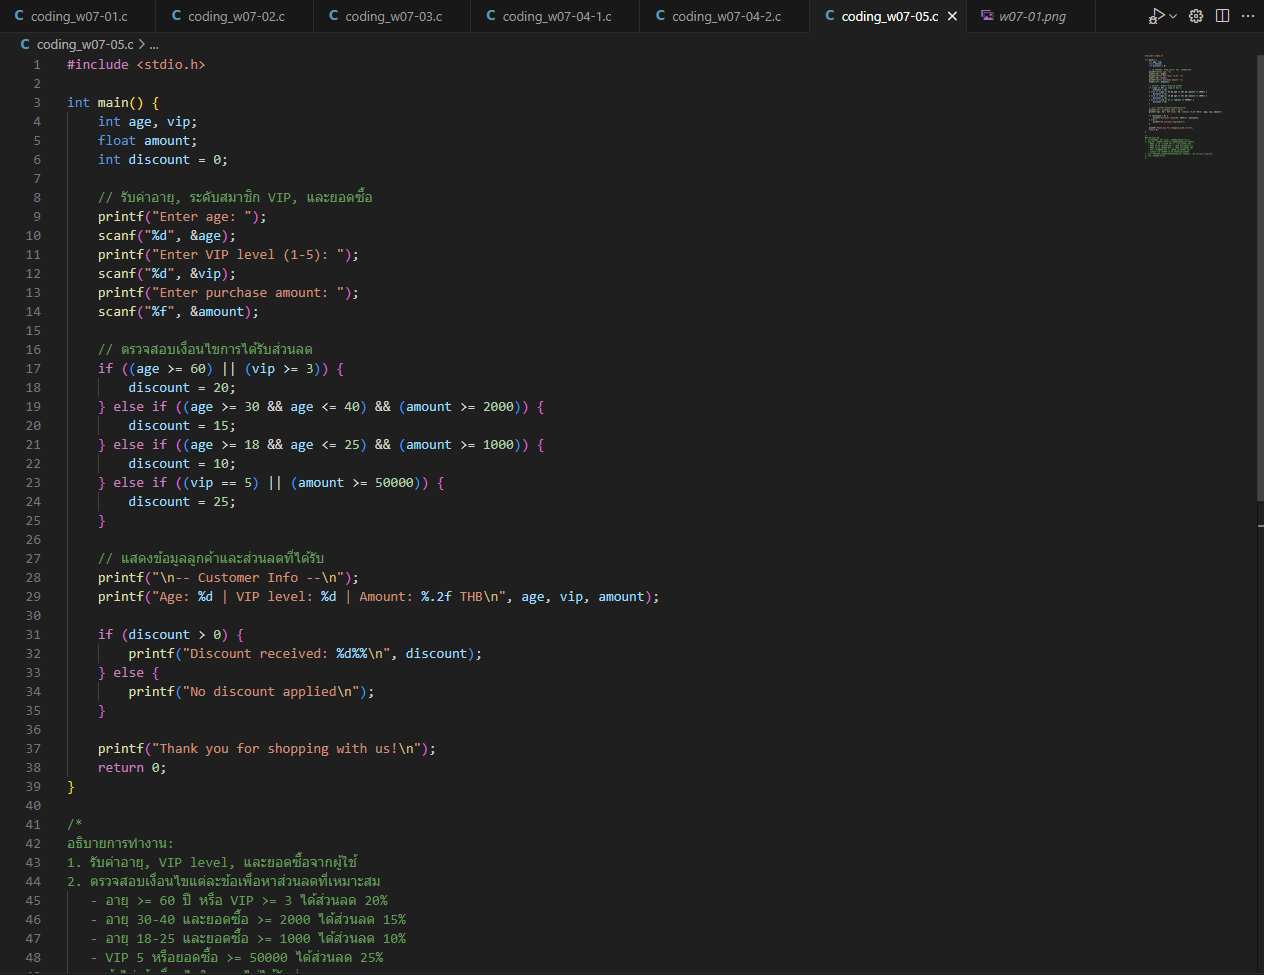 C coding_w07-01.c C coding_w07-02.c C coding_w07-03.c C coding_w07-04-1.c C coding_w07-04-2.c C coding_w07-05.c w07-01.png
C coding_w07-05.c > ...
1 #include <stdio.h>
2
3 int main() {
4 int age, vip;
5 float amount;
6 int discount = 0;
7
8 // รับค่าอายุ, ระดับสมาชิก VIP, และยอดซื้อ
9 printf("Enter age: ");
10 scanf("%d", &age);
11 printf("Enter VIP level (1-5): ");
12 scanf("%d", &vip);
13 printf("Enter purchase amount: ");
14 scanf("%f", &amount);
15
16 // ตรวจสอบเงื่อนไขการได้รับส่วนลด
17 if ((age >= 60) || (vip >= 3)) {
18 discount = 20;
19 } else if ((age >= 30 && age <= 40) && (amount >= 2000)) {
20 discount = 15;
21 } else if ((age >= 18 && age <= 25) && (amount >= 1000)) {
22 discount = 10;
23 } else if ((vip == 5) || (amount >= 50000)) {
24 discount = 25;
25 }
26
27 // แสดงข้อมูลลูกค้าและส่วนลดที่ได้รับ
28 printf("\n-- Customer Info --\n");
29 printf("Age: %d | VIP level: %d | Amount: %.2f THB\n", age, vip, amount);
30
31 if (discount > 0) {
32 printf("Discount received: %d%%\n", discount);
33 } else {
34 printf("No discount applied\n");
35 }
36
37 printf("Thank you for shopping with us!\n");
38 return 0;
39 }
40
41 /*
42 อธิบายการทำงาน:
43 1. รับค่าอายุ, VIP level, และยอดซื้อจากผู้ใช้
44 2. ตรวจสอบเงื่อนไขแต่ละข้อเพื่อหาส่วนลดที่เหมาะสม
45 - อายุ >= 60 ปี หรือ VIP >= 3 ได้ส่วนลด 20%
46 - อายุ 30-40 และยอดซื้อ >= 2000 ได้ส่วนลด 15%
47 - อายุ 18-25 และยอดซื้อ >= 1000 ได้ส่วนลด 10%
48 - VIP 5 หรือยอดซื้อ >= 50000 ได้ส่วนลด 25%